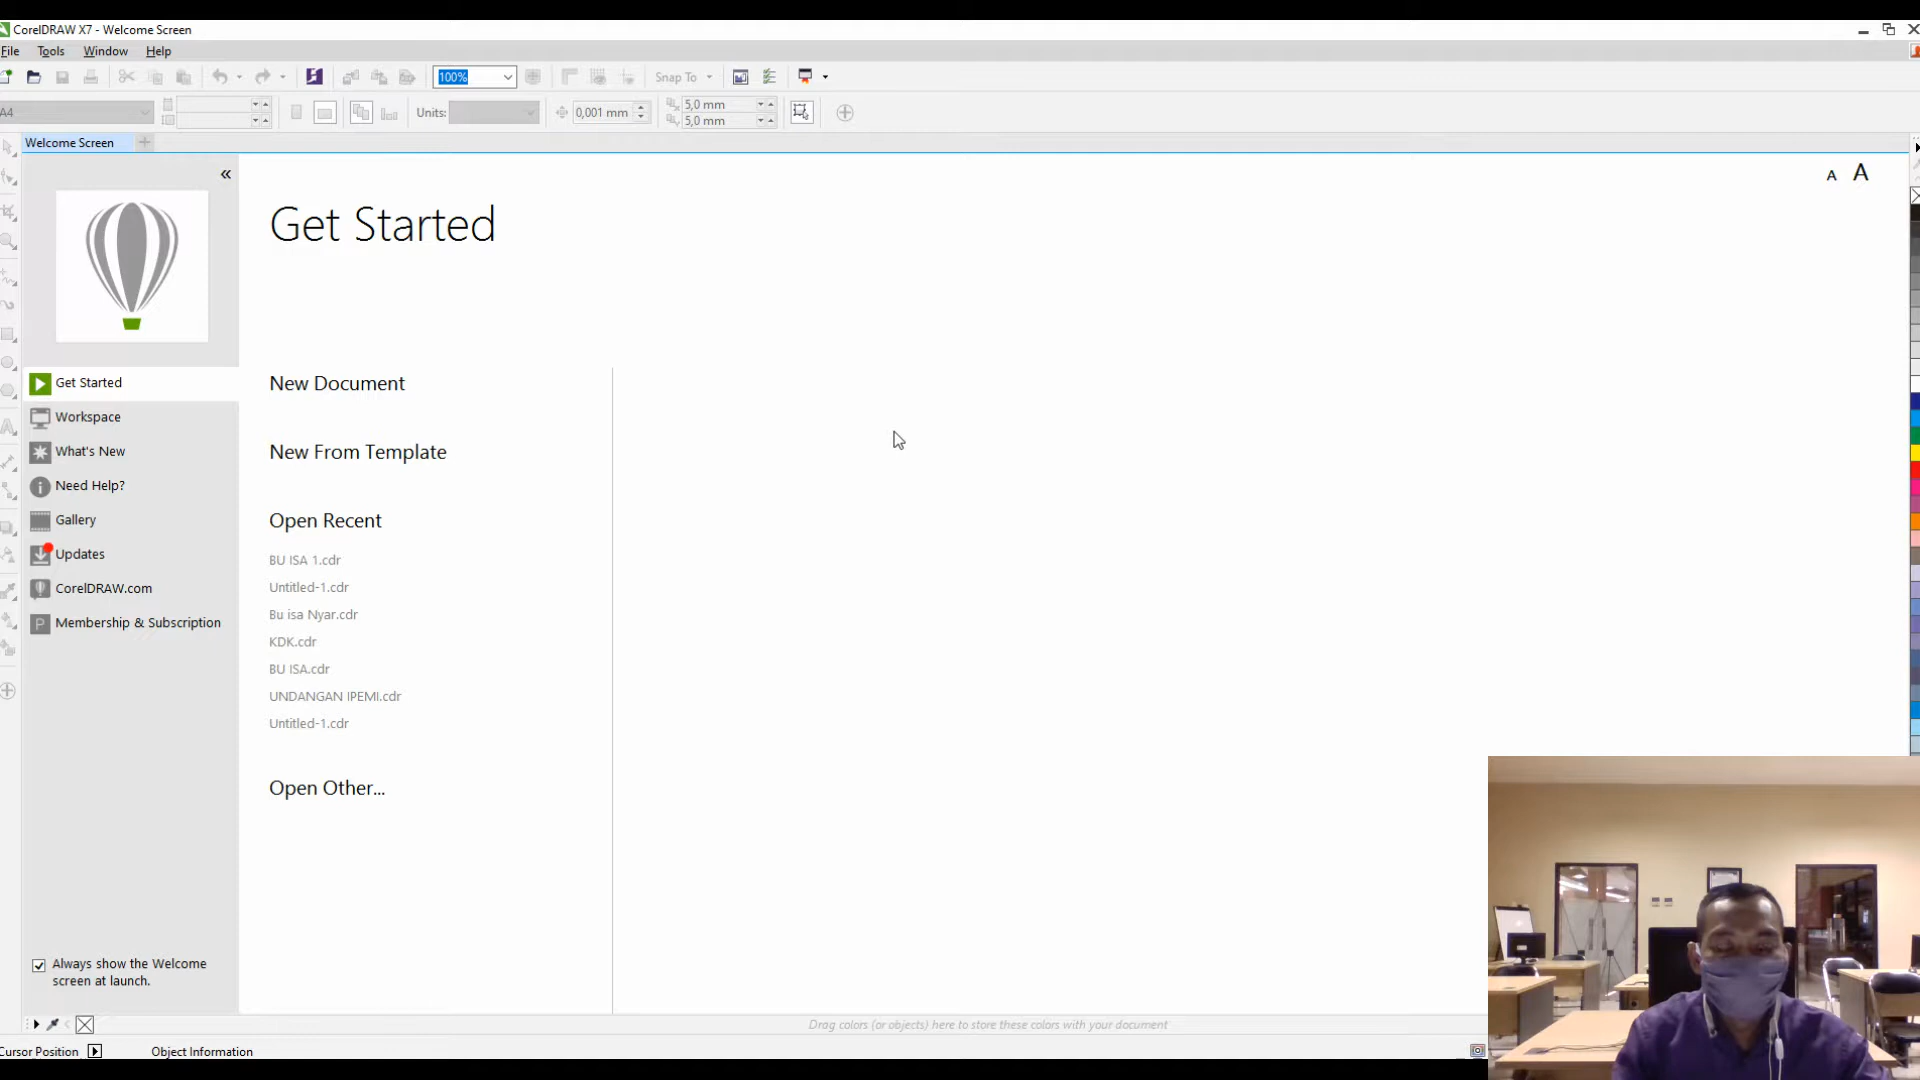 CorelDRAW X7 - Welcome Screen
File Tools Window Help
100% Snap To
A4 Units: 0,001 mm 5,0 mm
5,0 mm
Welcome Screen
A A
Get Started
Get Started
Workspace
What's New
Need Help?
Gallery
Updates
CorelDRAW.com
P Membership & Subscription
New Document
New From Template
Open Recent
BU ISA 1.cdr
Untitled-1.cdr
Bu isa Nyar.cdr
KDK.cdr
BU ISA.cdr
UNDANGAN IPEMI.cdr
Untitled-1.cdr
Open Other...
Always show the Welcome
screen at launch.
Drag colors (or objects) here to store these colors with your document
Cursor Position Object Information